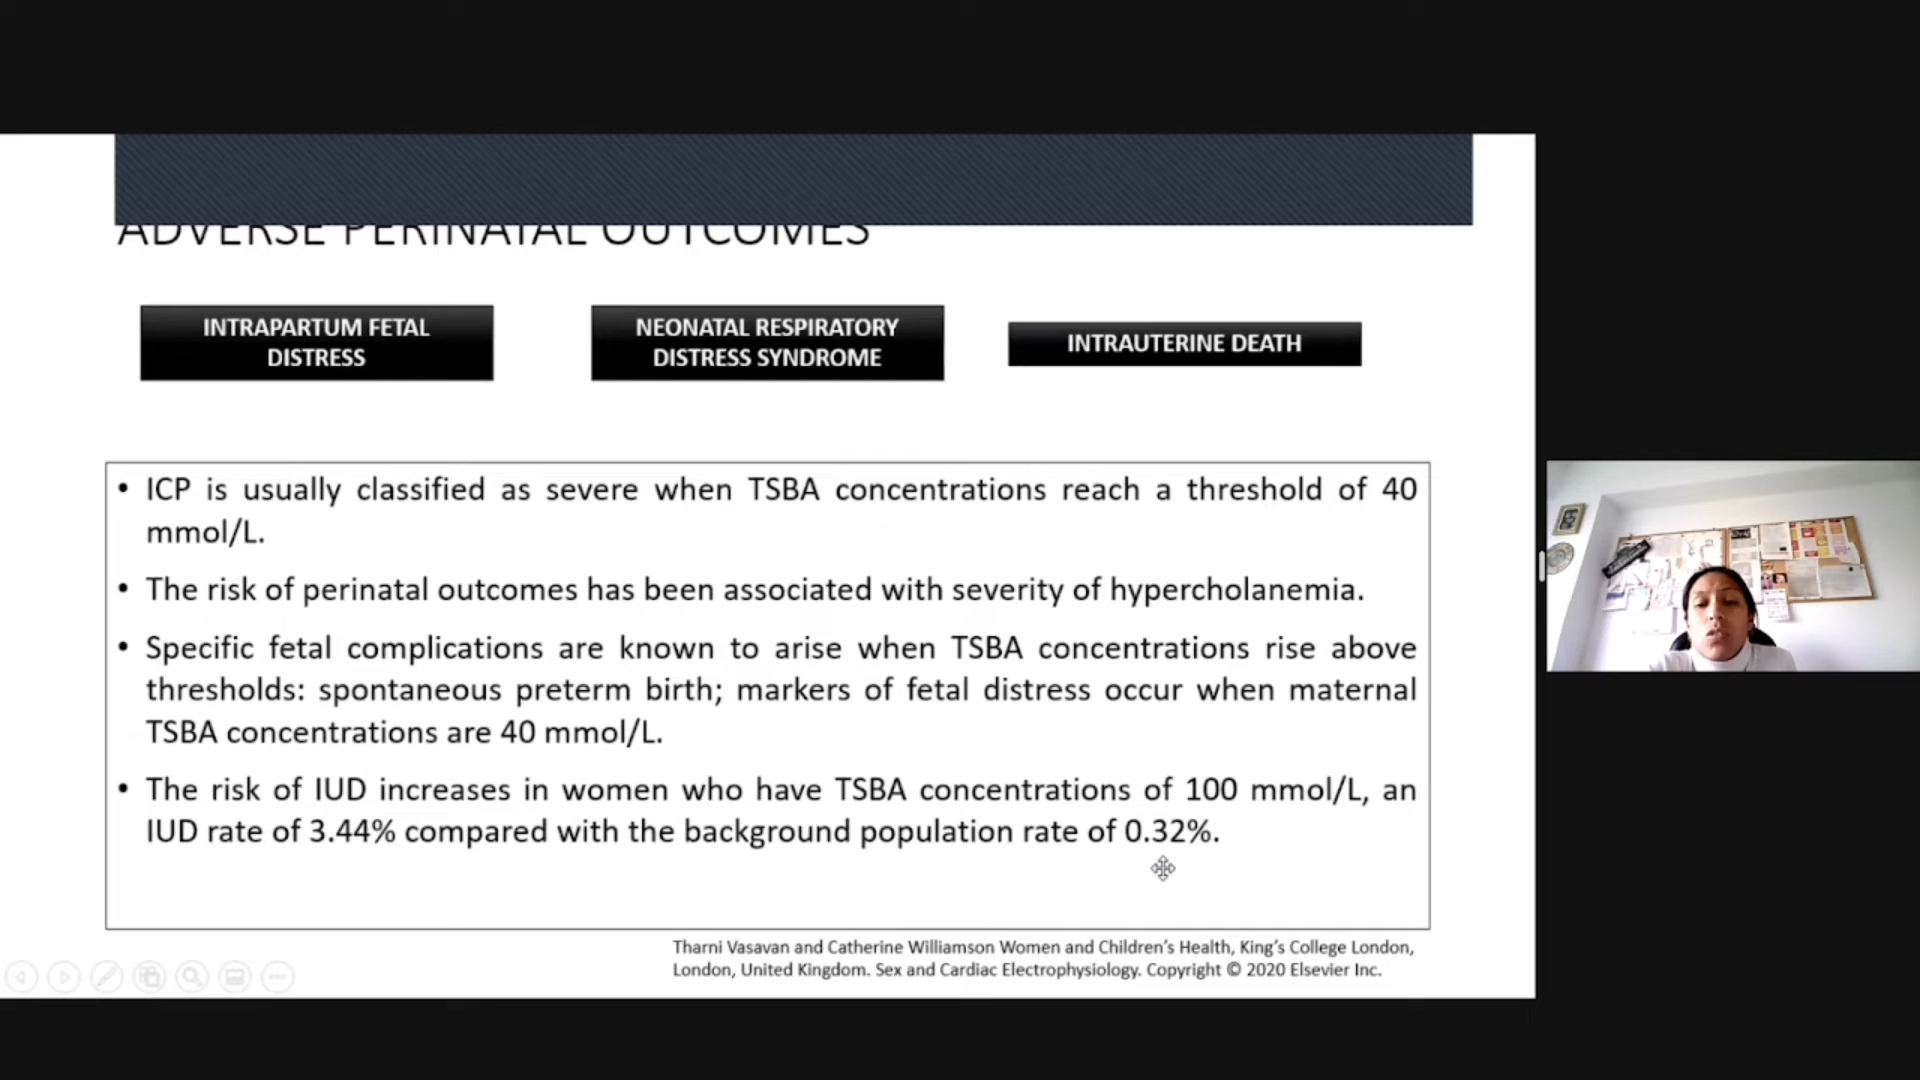 ADVERSE PERINATAL OUTCOMES
INTRAPARTUM FETAL
DISTRESS
NEONATAL RESPIRATORY
DISTRESS SYNDROME
INTRAUTERINE DEATH
• ICP is usually classified as severe when TSBA concentrations reach a threshold of 40
mmol/L.
• The risk of perinatal outcomes has been associated with severity of hypercholanemia.
• Specific fetal complications are known to arise when TSBA concentrations rise above
thresholds: spontaneous preterm birth; markers of fetal distress occur when maternal
TSBA concentrations are 40 mmol/L.
• The risk of IUD increases in women who have TSBA concentrations of 100 mmol/L, an
IUD rate of 3.44% compared with the background population rate of 0.32%.
Tharni Vasavan and Catherine Williamson Women and Children’s Health, King’s College London,
London, United Kingdom. Sex and Cardiac Electrophysiology. Copyright © 2020 Elsevier Inc.